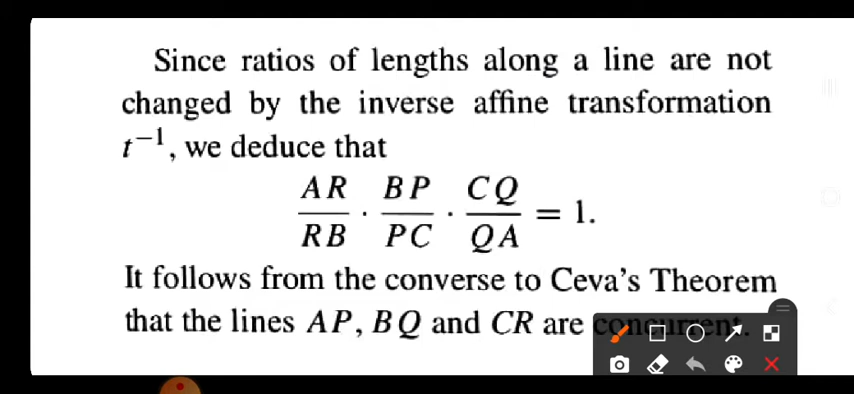 Since ratios of lengths along a line are not
changed by the inverse affine transformation
t⁻¹, we deduce that
AR/RB · BP/PC · CQ/QA = 1.
It follows from the converse to Ceva's Theorem
that the lines AP, BQ and CR are concurrent.